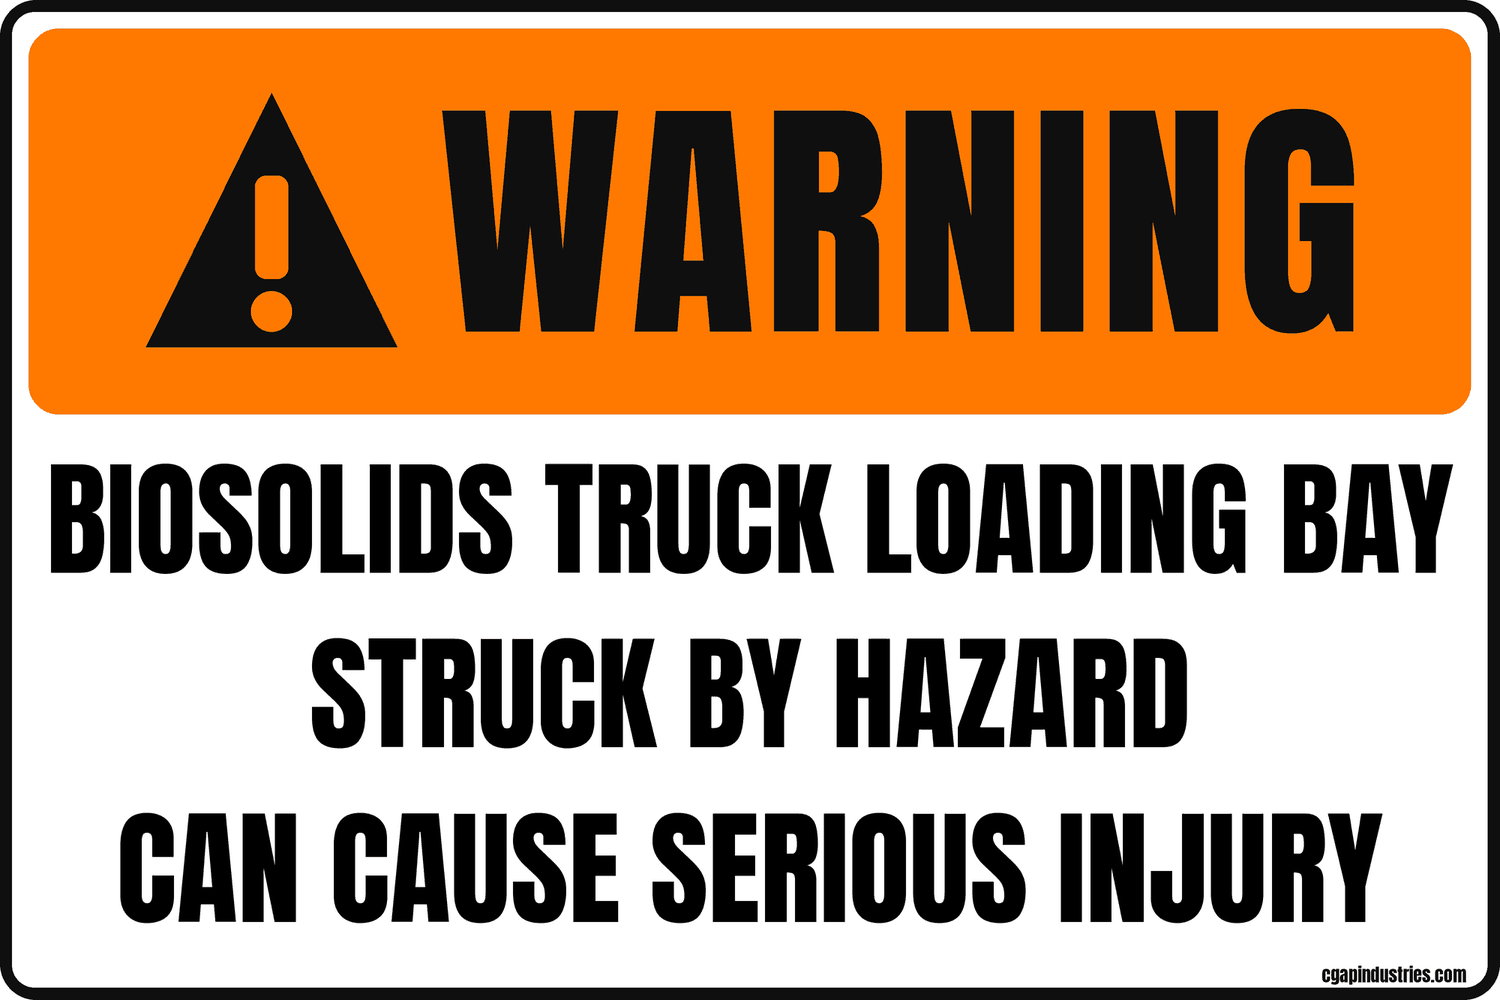 WARNING
BIOSOLIDS TRUCK LOADING BAY
STRUCK BY HAZARD
CAN CAUSE SERIOUS INJURY
cgapindustries.com